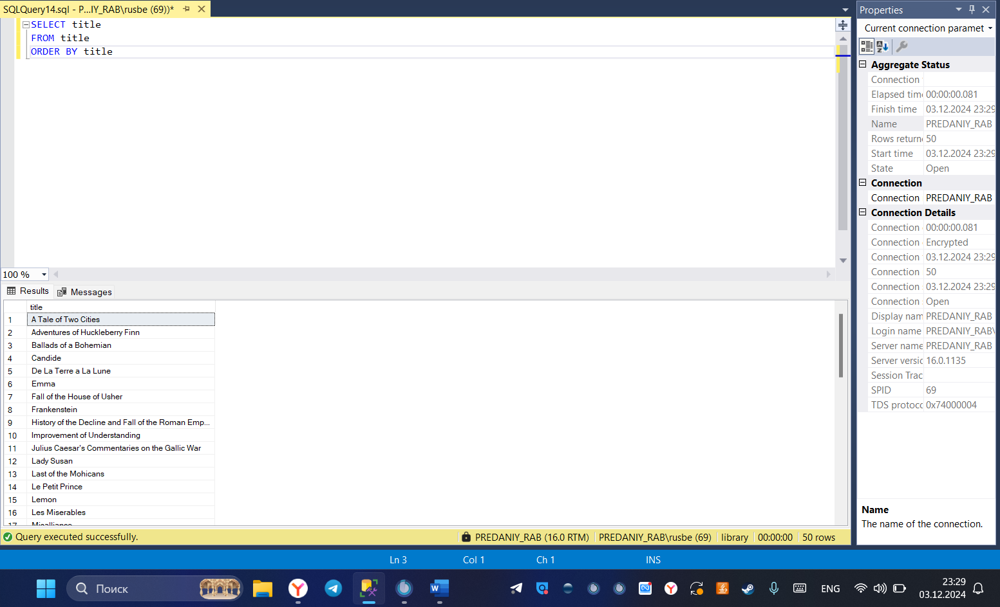 SQLQuery14.sql - P...IY_RAB\rusbe (69))*
SELECT title
FROM title
ORDER BY title
100 %
Results
Messages
title
1 A Tale of Two Cities
2 Adventures of Huckleberry Finn
3 Ballads of a Bohemian
4 Candide
5 De La Terre a La Lune
6 Emma
7 Fall of the House of Usher
8 Frankenstein
9 History of the Decline and Fall of the Roman Emp...
10 Improvement of Understanding
11 Julius Caesar's Commentaries on the Gallic War
12 Lady Susan
13 Last of the Mohicans
14 Le Petit Prince
15 Lemon
16 Les Miserables
17 Misalliance
Query executed successfully.
PREDANIY_RAB (16.0 RTM)
PREDANIY_RAB\rusbe (69)
library
00:00:00
50 rows
Properties
Current connection paramet
Aggregate Status
Connection
Elapsed time 00:00:00.081
Finish time 03.12.2024 23:29
Name PREDANIY_RAB
Rows returne 50
Start time 03.12.2024 23:29
State Open
Connection
Connection PREDANIY_RAB
Connection Details
Connection 00:00:00.081
Connection Encrypted
Connection 03.12.2024 23:29
Connection 50
Connection 03.12.2024 23:29
Connection Open
Display nam PREDANIY_RAB
Login name PREDANIY_RAB\
Server name PREDANIY_RAB
Server versic 16.0.1135
Session Trac
SPID 69
TDS protocc 0x74000004
Name
The name of the connection.
Ln 3
Col 1
Ch 1
INS
Поиск
ENG
23:29
03.12.2024